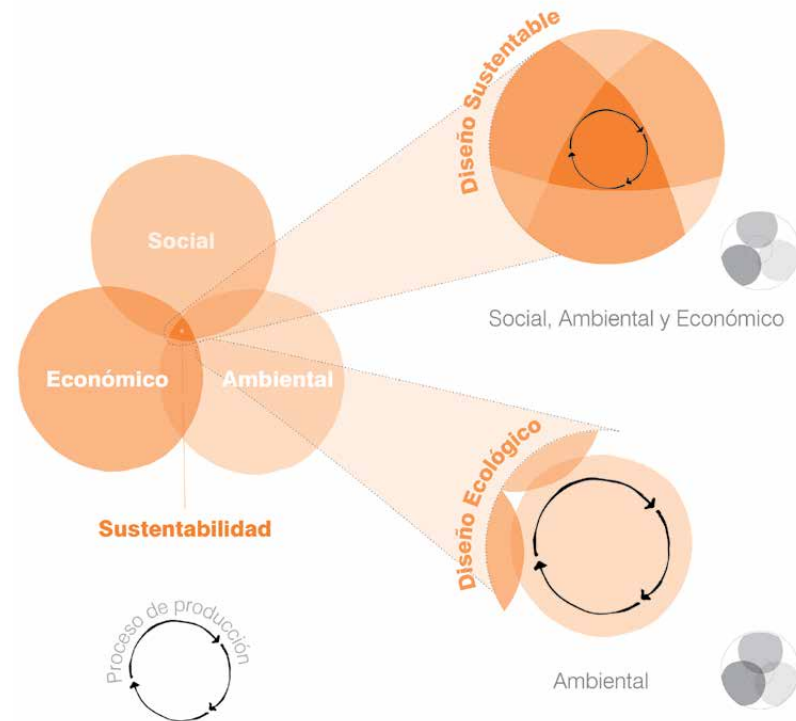 Diseño Sustentable
Social
Social, Ambiental y Económico
Económico
Ambiental
Diseño Ecológico
Sustentabilidad
Proceso de producción
Ambiental